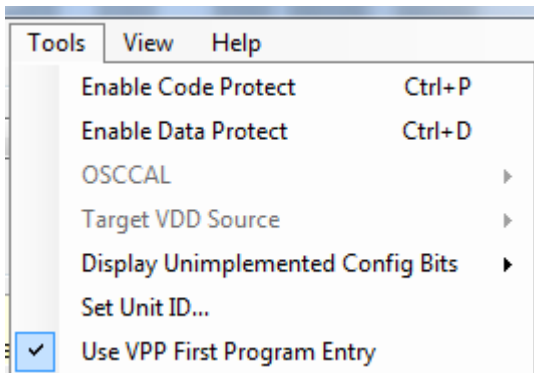 Tools View Help
Enable Code Protect Ctrl+P
Enable Data Protect Ctrl+D
OSCCAL
Target VDD Source
Display Unimplemented Config Bits
Set Unit ID...
Use VPP First Program Entry